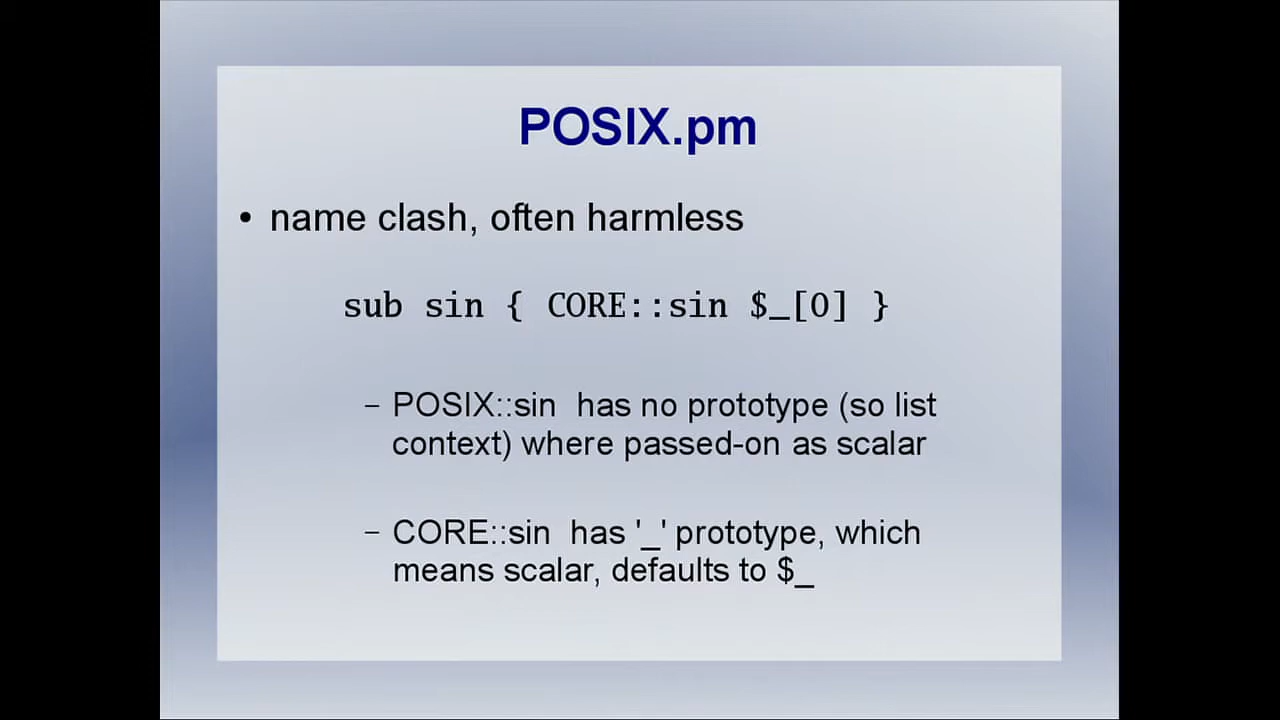 POSIX.pm
• name clash, often harmless
sub sin { CORE::sin $_[0] }
– POSIX::sin has no prototype (so list
context) where passed-on as scalar
– CORE::sin has '_' prototype, which
means scalar, defaults to $_